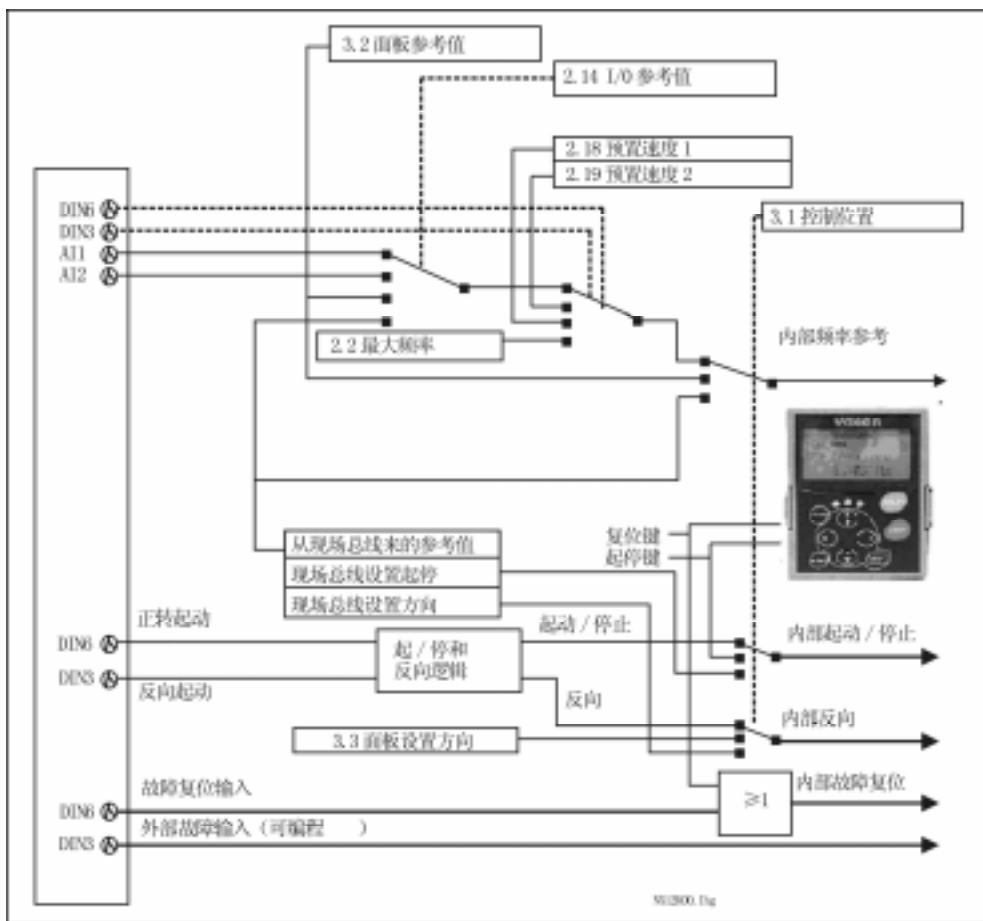 3.2 面板参考值
2.14 I/O 参考值
2.18 预置速度 1
2.19 预置速度 2
3.1 控制位置
DIN6
DIN3
AI1
AI2
2.2 最大频率
内部频率参考
复位键
起停键
从现场总线来的参考值
现场总线设置起停
现场总线设置方向
正转起动
起动 / 停止
内部起动 / 停止
DIN6
起 / 停和
反向逻辑
DIN3
反向起动
反向
内部反向
3.3 面板设置方向
故障复位输入
内部故障复位
≥1
DIN6
外部故障输入 (可编程 )
DIN3